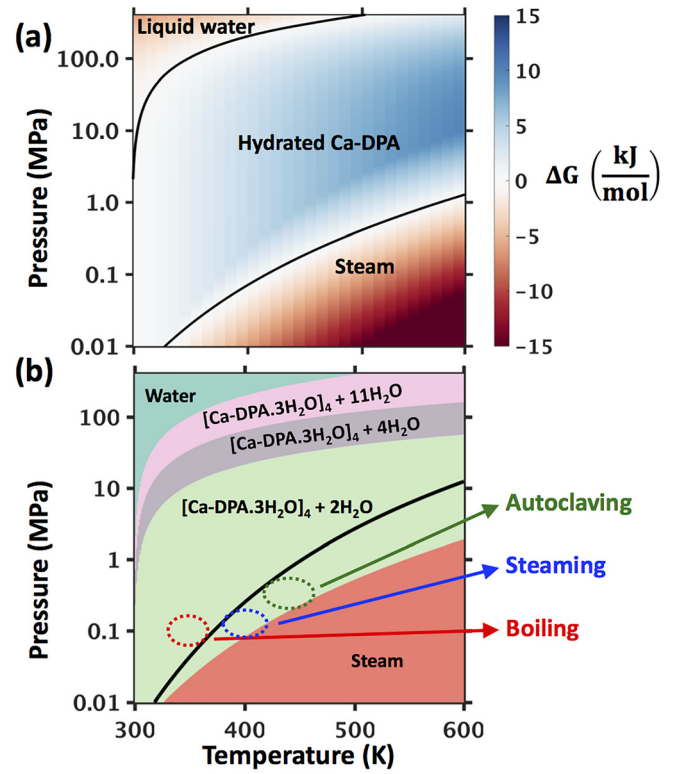 (a)
Liquid water
Hydrated Ca-DPA
Steam
Pressure (MPa)
100.0
10.0
1.0
0.1
0.01
15
10
5
0
−5
−10
−15
ΔG (kJ/mol)
(b)
Water
[Ca-DPA.3H₂O]₄ + 11H₂O
[Ca-DPA.3H₂O]₄ + 4H₂O
[Ca-DPA.3H₂O]₄ + 2H₂O
Steam
Autoclaving
Steaming
Boiling
Pressure (MPa)
100
10
1
0.1
0.01
300
400
500
600
Temperature (K)